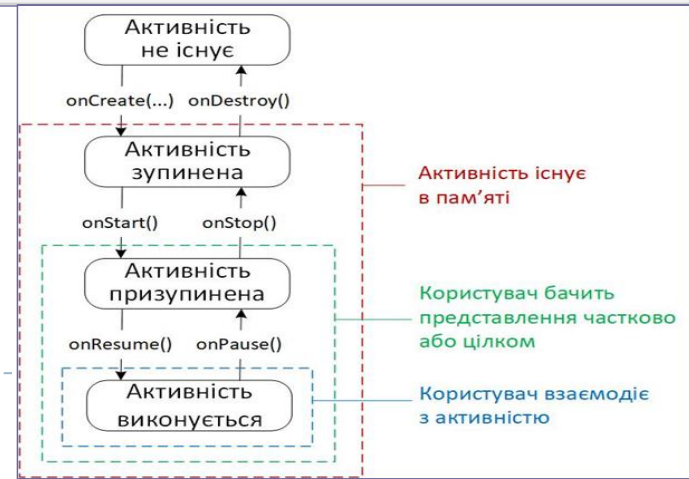 Активність
не існує
onCreate(...) onDestroy()
Активність
зупинена
Активність існує
в пам’яті
onStart() onStop()
Активність
призупинена
Користувач бачить
представлення частково
або цілком
onResume() onPause()
Активність
виконується
Користувач взаємодіє
з активністю